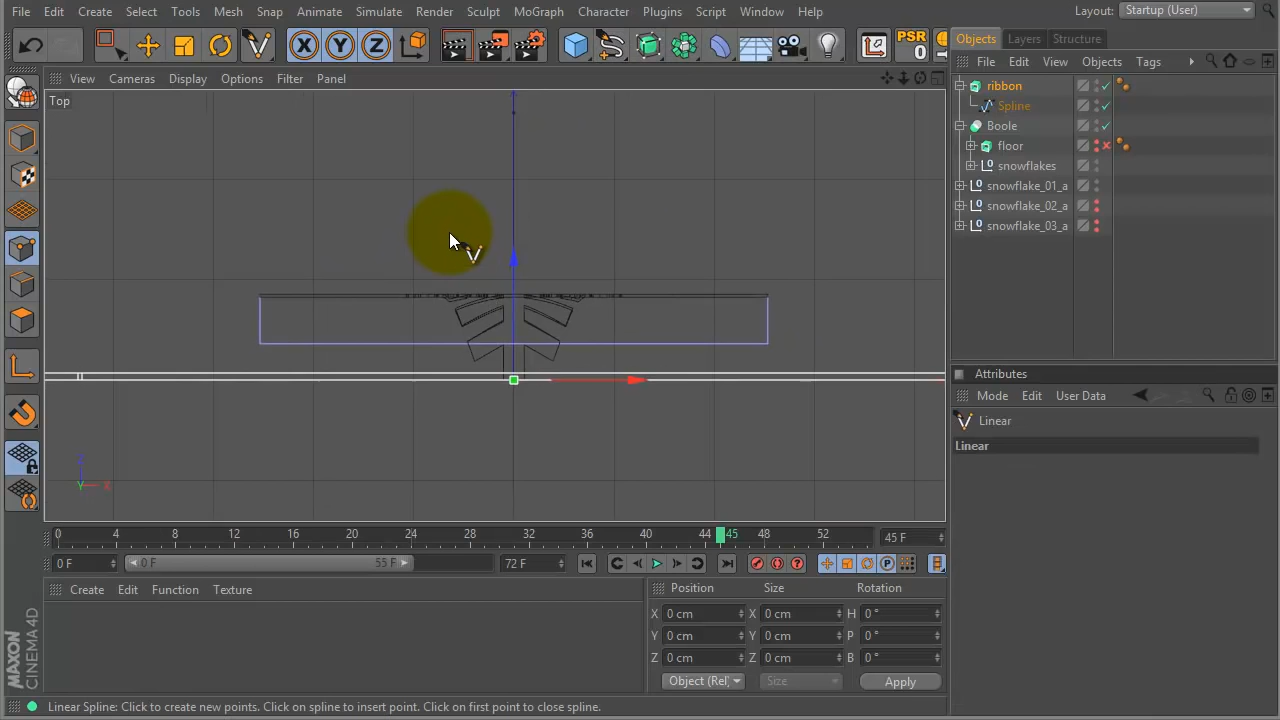 File Edit Create Select Tools Mesh Snap Animate Simulate Render Sculpt MoGraph Character Plugins Script Window Help Layout: Startup (User)
X Y Z PSR 0
Objects Layers Structure
File Edit View Objects Tags
View Cameras Display Options Filter Panel
Top
ribbon
Spline
Boole
floor
snowflakes
snowflake_01_a
snowflake_02_a
snowflake_03_a
Attributes
Mode Edit User Data
Linear
Linear
0 4 8 12 16 20 24 28 32 36 40 44 45 48 52 45 F
0 F 0 F 55 F 72 F
Create Edit Function Texture
Position Size Rotation
X 0 cm X 0 cm H 0 °
Y 0 cm Y 0 cm P 0 °
Z 0 cm Z 0 cm B 0 °
Object (Rel) Size Apply
MAXON
CINEMA 4D
Linear Spline: Click to create new points. Click on spline to insert point. Click on first point to close spline.